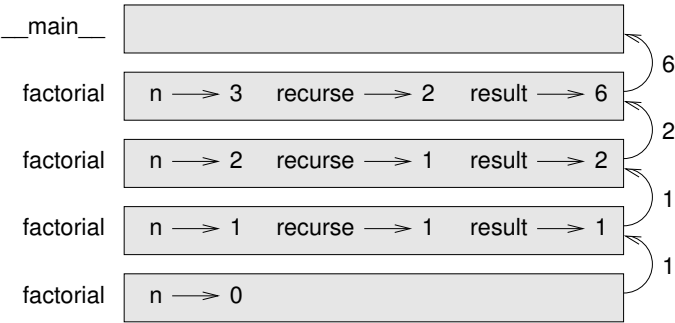 __main__
6
factorial n 3 recurse 2 result 6
2
factorial n 2 recurse 1 result 2
1
factorial n 1 recurse 1 result 1
1
factorial n 0